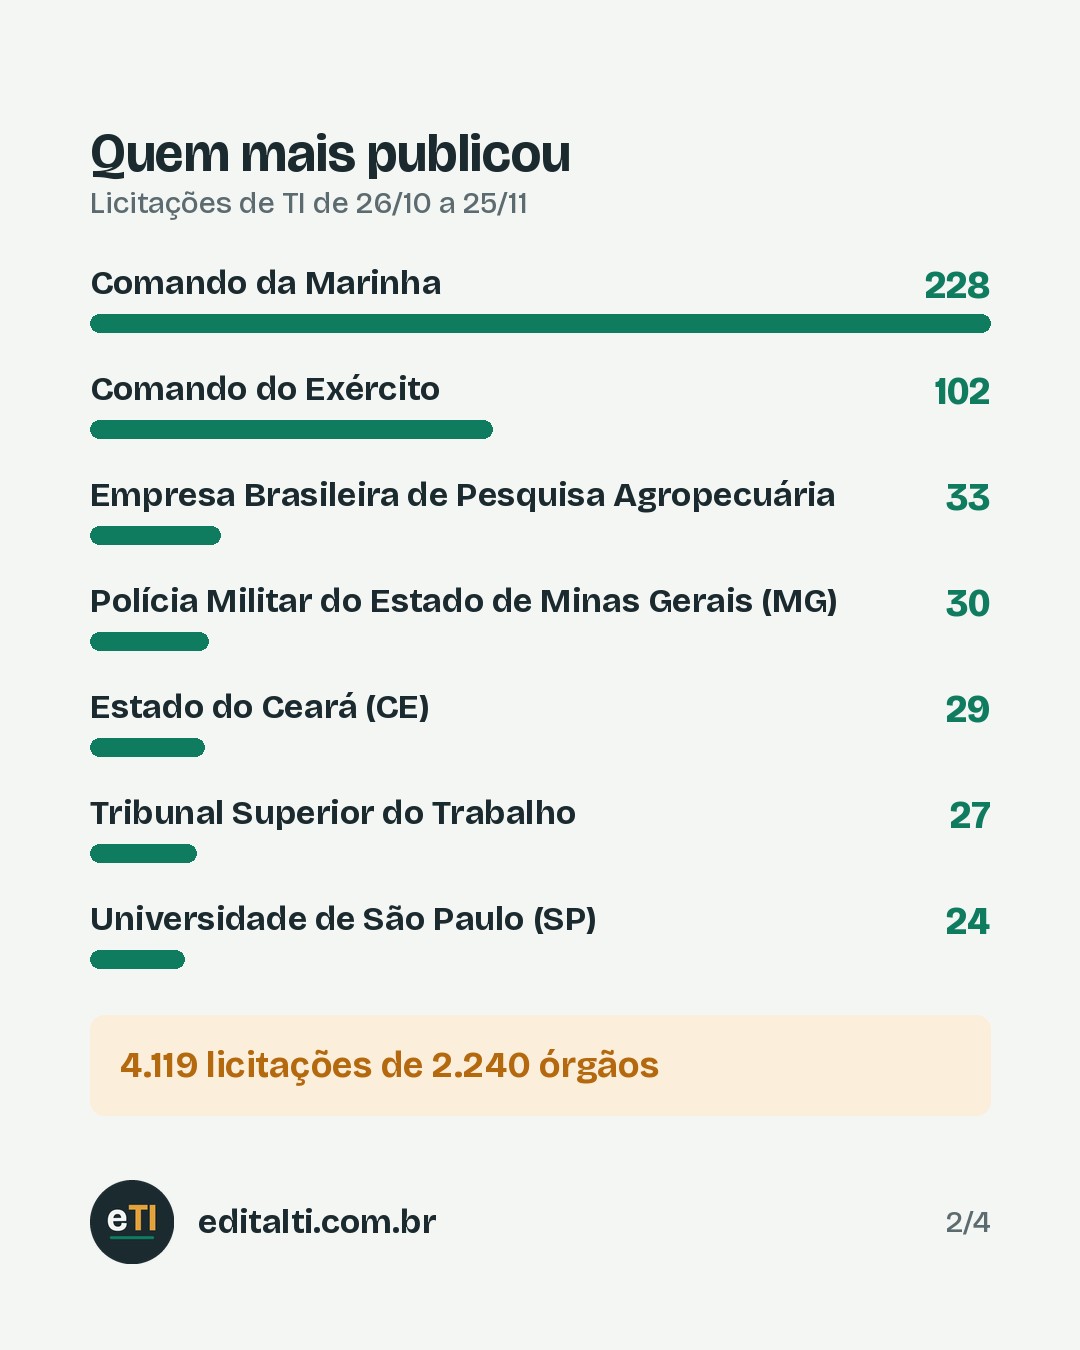 Quem mais publicou
Licitações de TI de 26/10 a 25/11
Comando da Marinha 228
Comando do Exército 102
Empresa Brasileira de Pesquisa Agropecuária 33
Polícia Militar do Estado de Minas Gerais (MG) 30
Estado do Ceará (CE) 29
Tribunal Superior do Trabalho 27
Universidade de São Paulo (SP) 24
4.119 licitações de 2.240 órgãos
eTI editalti.com.br 2/4